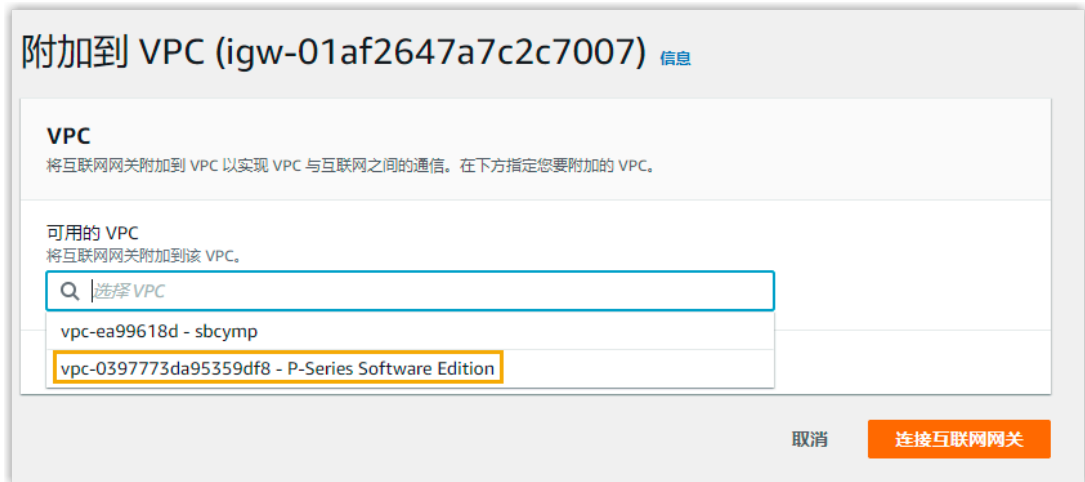 附加到 VPC (igw-01af2647a7c2c7007) 信息
VPC
将互联网网关附加到 VPC 以实现 VPC 与互联网之间的通信。在下方指定您要附加的 VPC。
可用的 VPC
将互联网网关附加到该 VPC。
选择 VPC
vpc-ea99618d - sbcymp
vpc-0397773da95359df8 - P-Series Software Edition
取消 连接互联网网关